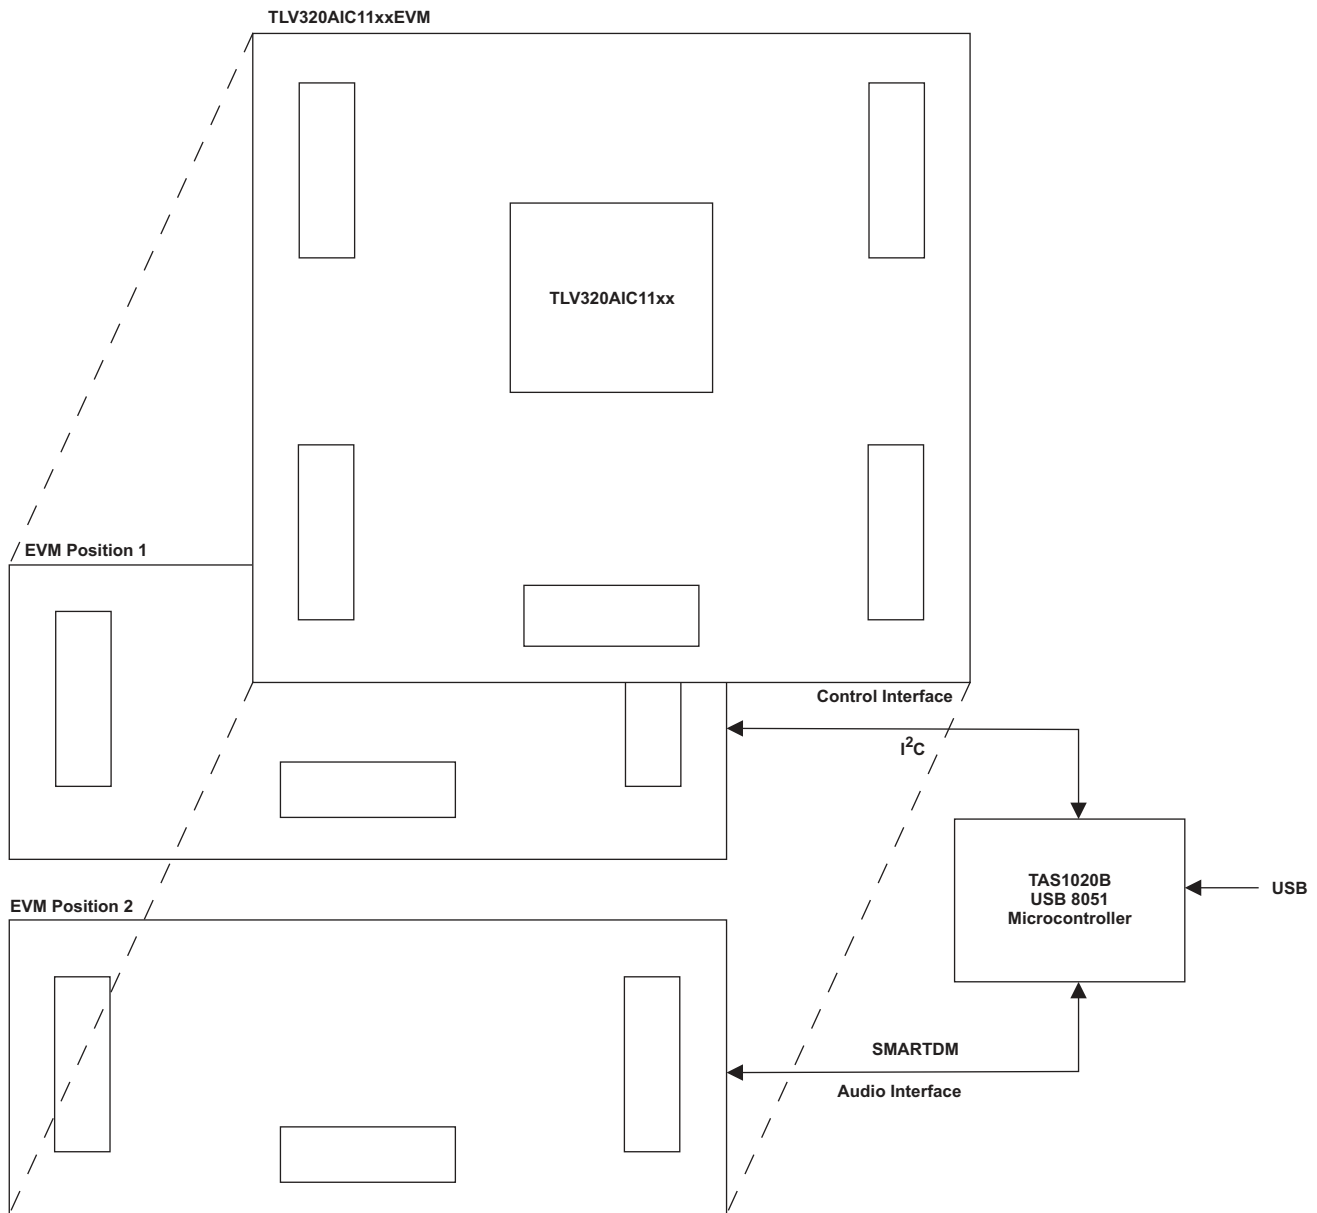 TLV320AIC11xxEVM
TLV320AIC11xx
EVM Position 1
Control Interface
I²C
TAS1020B
USB 8051
Microcontroller
USB
EVM Position 2
SMARTDM
Audio Interface